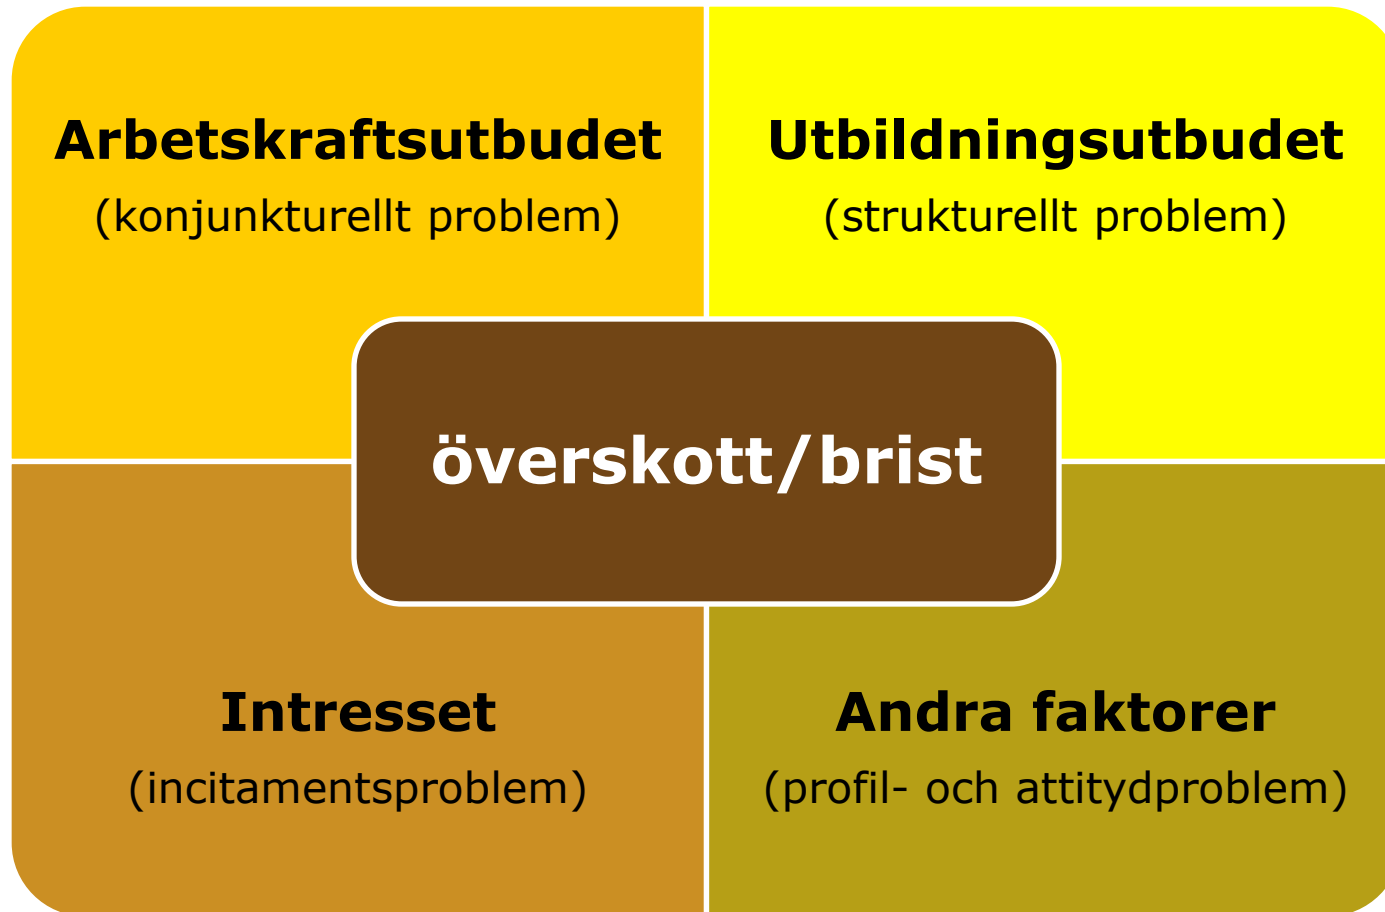 Arbetskraftsutbudet
(konjunkturellt problem)
Utbildningsutbudet
(strukturellt problem)
överskott/brist
Intresset
(incitamentsproblem)
Andra faktorer
(profil- och attitydproblem)